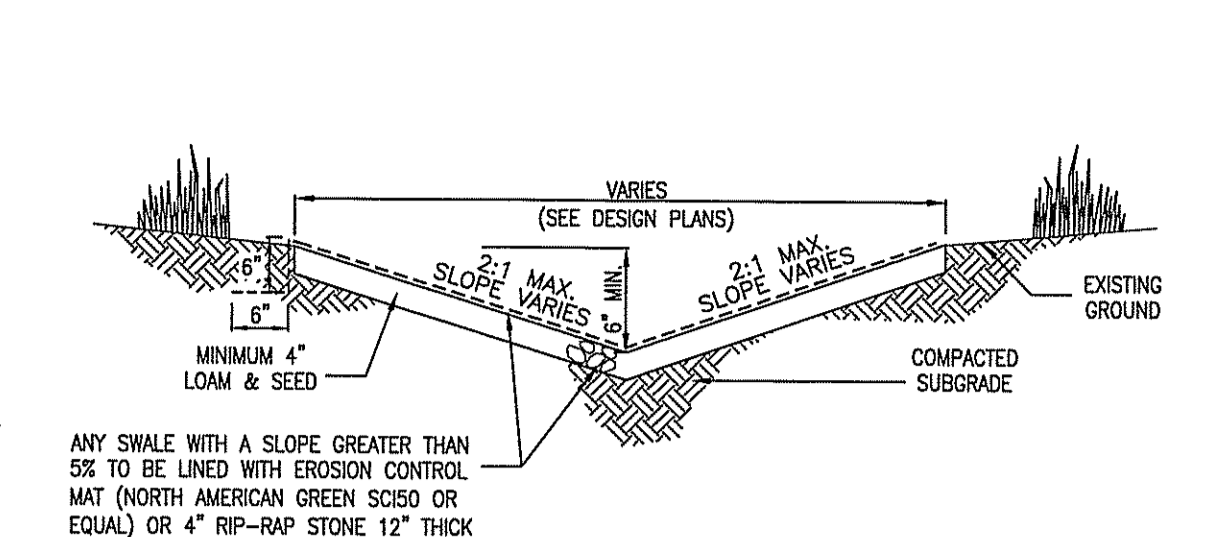 VARIES
(SEE DESIGN PLANS)
6"
6"
2:1 MAX.
SLOPE VARIES
6" MIN.
2:1 MAX.
SLOPE VARIES
EXISTING
GROUND
MINIMUM 4"
LOAM & SEED
COMPACTED
SUBGRADE
ANY SWALE WITH A SLOPE GREATER THAN
5% TO BE LINED WITH EROSION CONTROL
MAT (NORTH AMERICAN GREEN SC150 OR
EQUAL) OR 4" RIP-RAP STONE 12" THICK